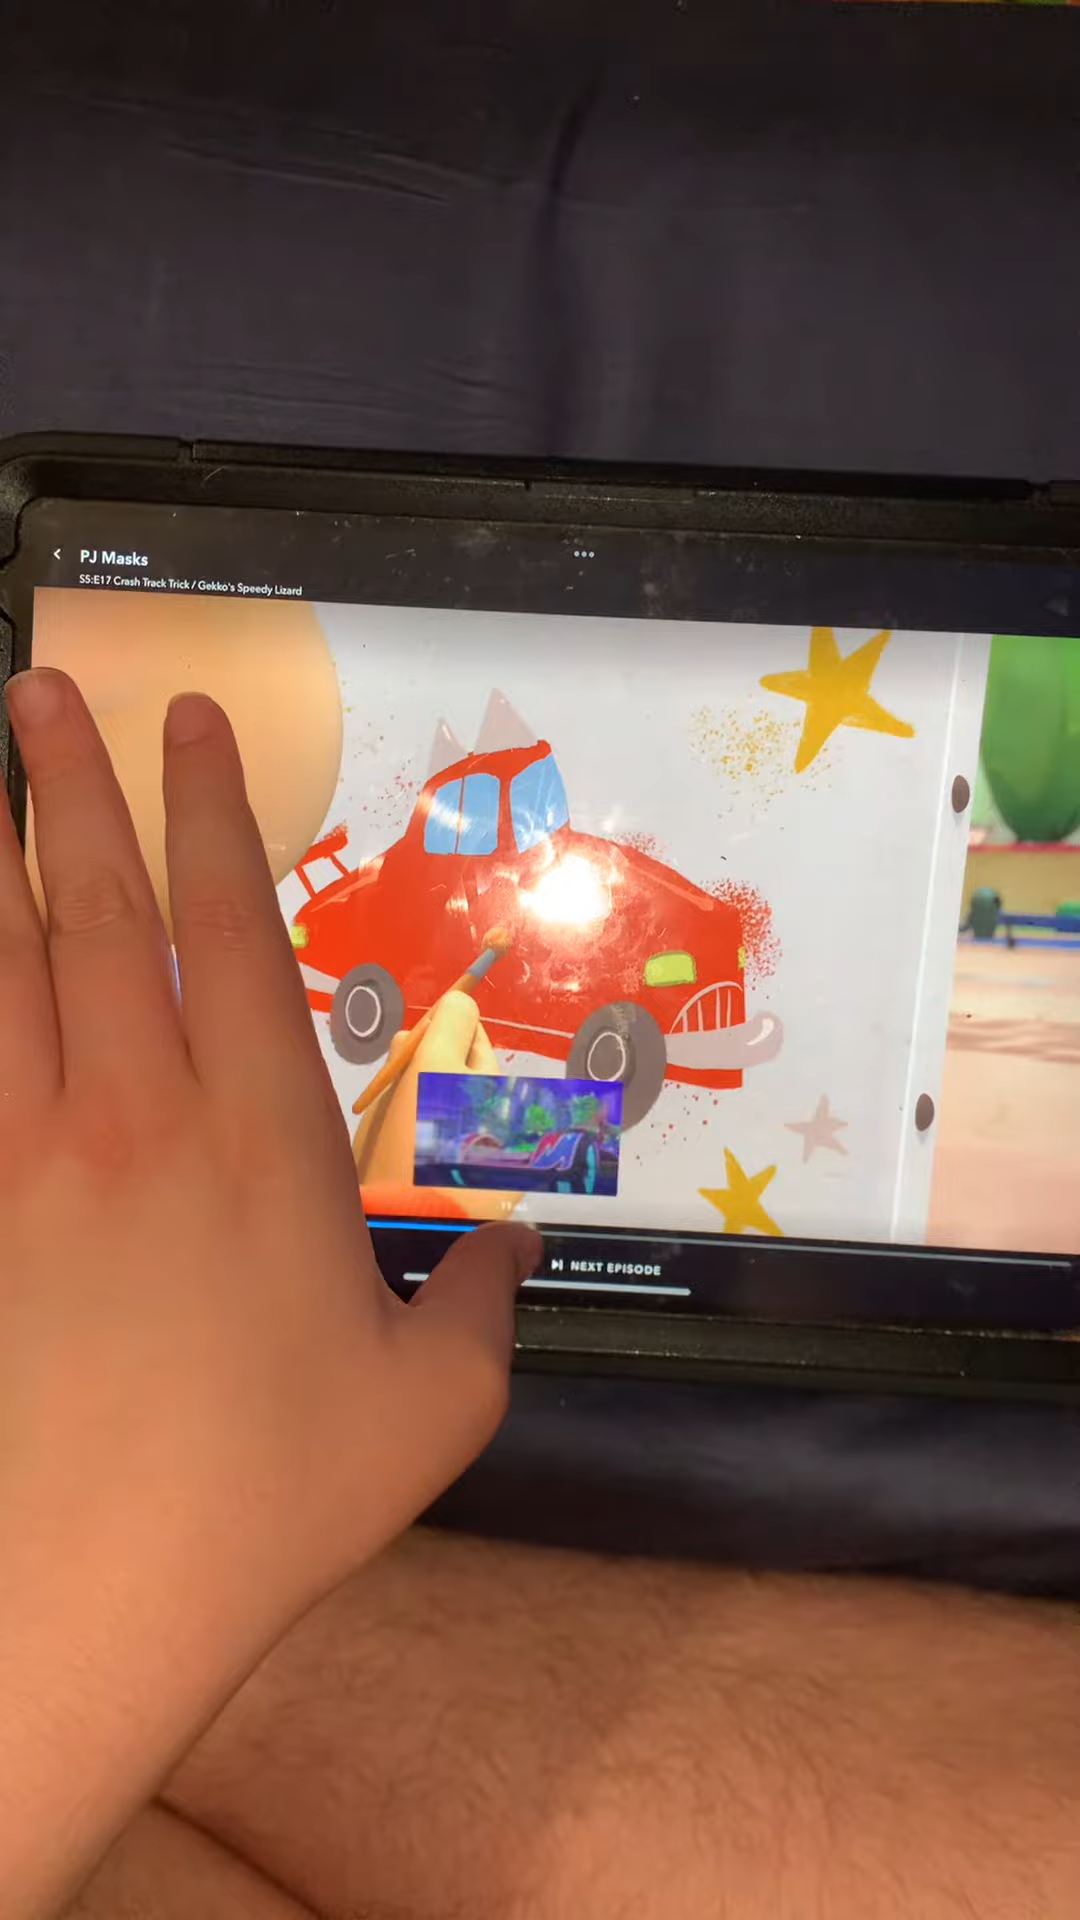 PJ Masks
S5:E17 Crash Track Trick / Gekko's Speedy Lizard
NEXT EPISODE